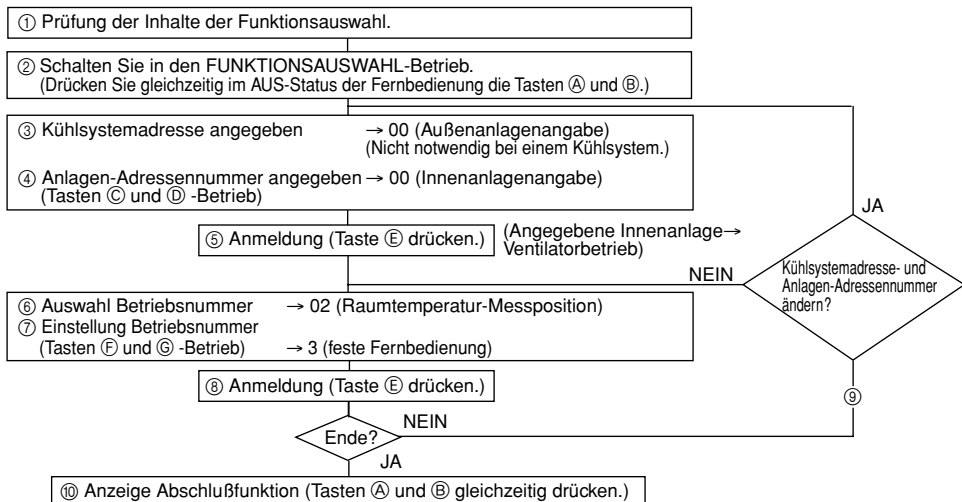 ① Prüfung der Inhalte der Funktionsauswahl.
② Schalten Sie in den FUNKTIONSAUSWAHL-Betrieb.
(Drücken Sie gleichzeitig im AUS-Status der Fernbedienung die Tasten Ⓐ und Ⓑ.)
③ Kühlsystemadresse angegeben → 00 (Außenanlagenangabe)
(Nicht notwendig bei einem Kühlsystem.)
④ Anlagen-Adressennummer angegeben → 00 (Innenanlagenangabe)
(Tasten Ⓒ und Ⓓ -Betrieb)
⑤ Anmeldung (Taste Ⓔ drücken.)
(Angegebene Innenanlage→
Ventilatorbetrieb)
JA
NEIN
Kühlsystemadresse- und
Anlagen-Adressennummer
ändern?
⑥ Auswahl Betriebsnummer → 02 (Raumtemperatur-Messposition)
⑦ Einstellung Betriebsnummer
(Tasten Ⓕ und Ⓖ -Betrieb) → 3 (feste Fernbedienung)
⑧ Anmeldung (Taste Ⓔ drücken.)
⑨
Ende?
NEIN
JA
⑩ Anzeige Abschlußfunktion (Tasten Ⓐ und Ⓑ gleichzeitig drücken.)